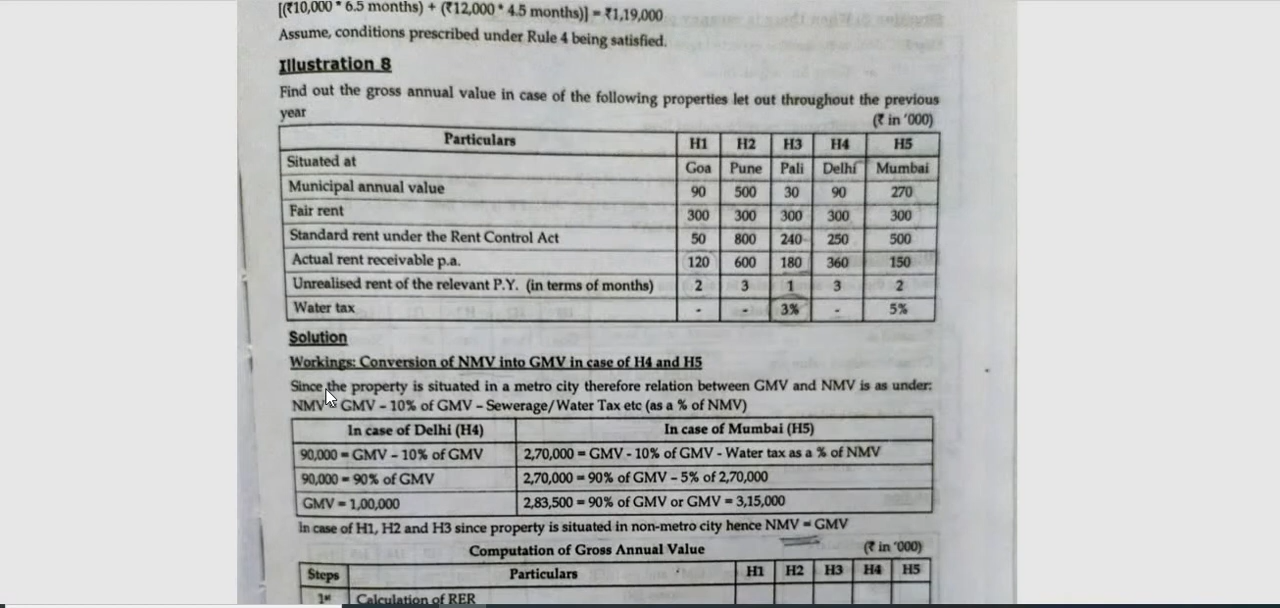 [(₹10,000 * 6.5 months) + (₹12,000 * 4.5 months)] = ₹1,19,000
Assume, conditions prescribed under Rule 4 being satisfied.
Illustration 8
Find out the gross annual value in case of the following properties let out throughout the previous
year (₹ in '000)
Particulars H1 H2 H3 H4 H5
Situated at Goa Pune Pali Delhi Mumbai
Municipal annual value 90 500 30 90 270
Fair rent 300 300 300 300 300
Standard rent under the Rent Control Act 50 800 240 250 500
Actual rent receivable p.a. 120 600 180 360 150
Unrealised rent of the relevant P.Y. (in terms of months) 2 3 1 3 2
Water tax - - 3% - 5%
Solution
Workings: Conversion of NMV into GMV in case of H4 and H5
Since the property is situated in a metro city therefore relation between GMV and NMV is as under:
NMV = GMV - 10% of GMV - Sewerage/Water Tax etc (as a % of NMV)
In case of Delhi (H4) In case of Mumbai (H5)
90,000 = GMV - 10% of GMV 2,70,000 = GMV - 10% of GMV - Water tax as a % of NMV
90,000 = 90% of GMV 2,70,000 = 90% of GMV - 5% of 2,70,000
GMV = 1,00,000 2,83,500 = 90% of GMV or GMV = 3,15,000
In case of H1, H2 and H3 since property is situated in non-metro city hence NMV = GMV
Computation of Gross Annual Value (₹ in '000)
Steps Particulars H1 H2 H3 H4 H5
1st Calculation of RER